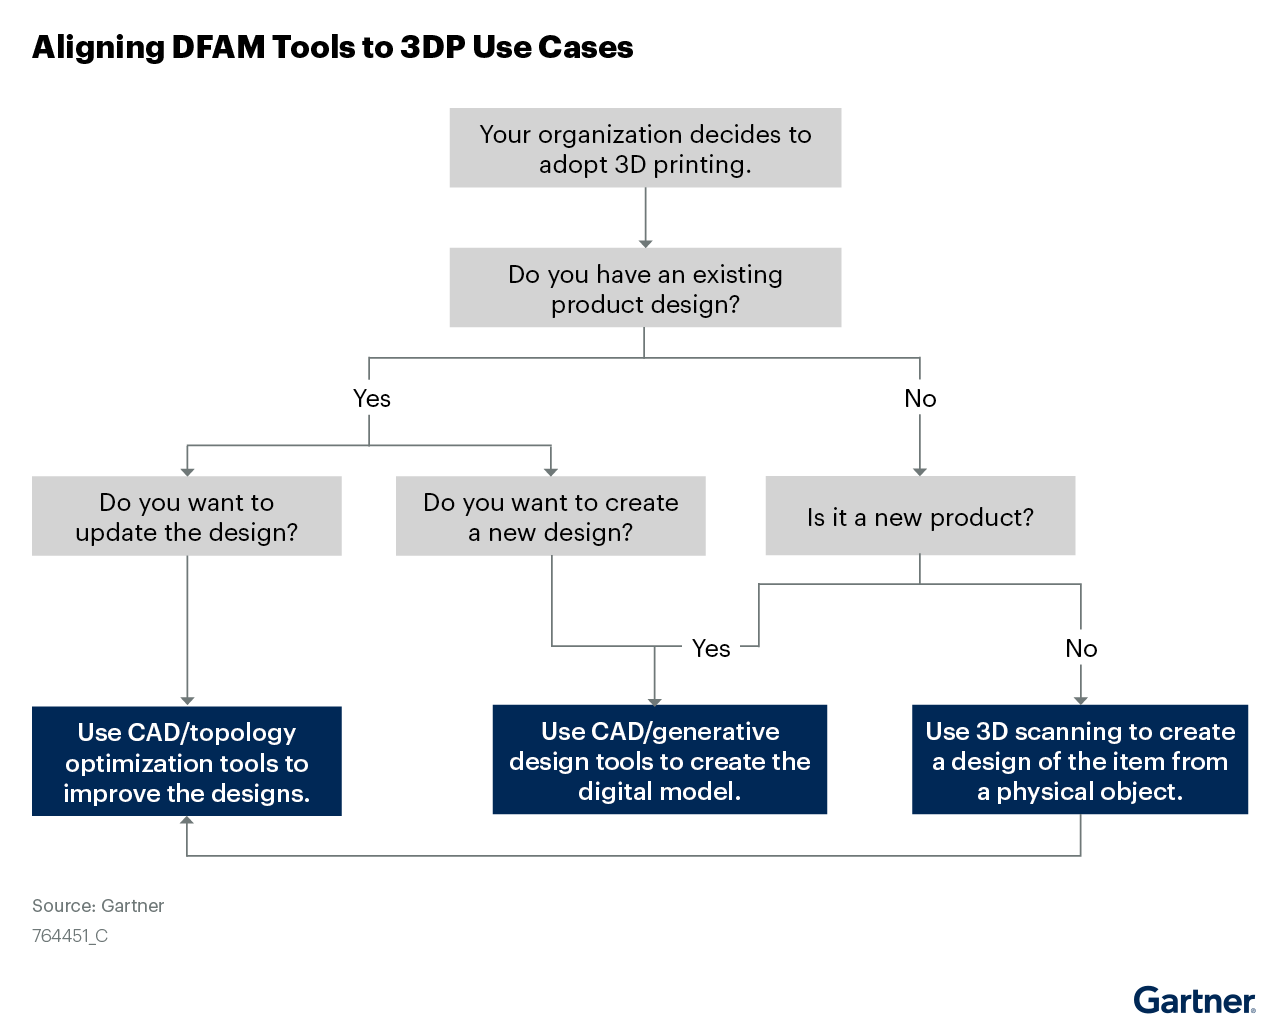 Aligning DFAM Tools to 3DP Use Cases
Your organization decides to
adopt 3D printing.
Do you have an existing
product design?
Yes
No
Do you want to
update the design?
Do you want to create
a new design?
Is it a new product?
Yes
No
Use CAD/topology
optimization tools to
improve the designs.
Use CAD/generative
design tools to create the
digital model.
Use 3D scanning to create
a design of the item from
a physical object.
Source: Gartner
764451_C
Gartner®